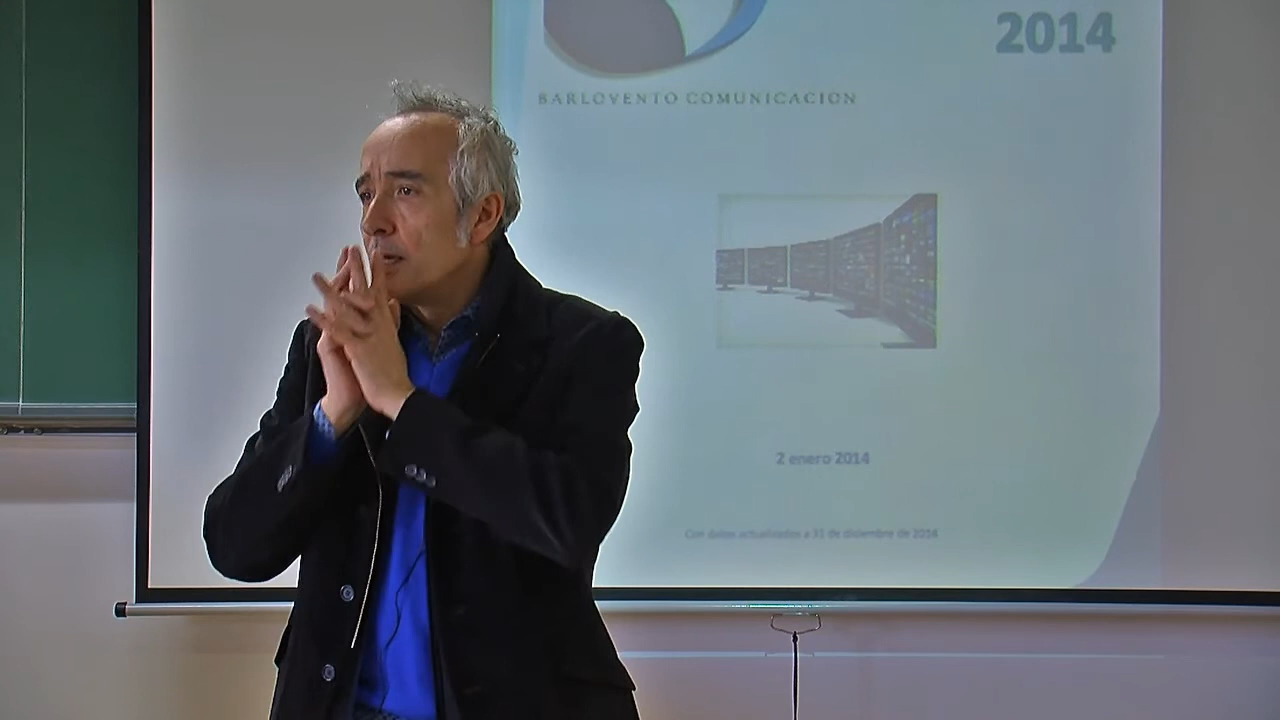 2014
BARLOVENTO COMUNICACION
2 enero 2014
Con datos actualizados a 31 de diciembre de 2014